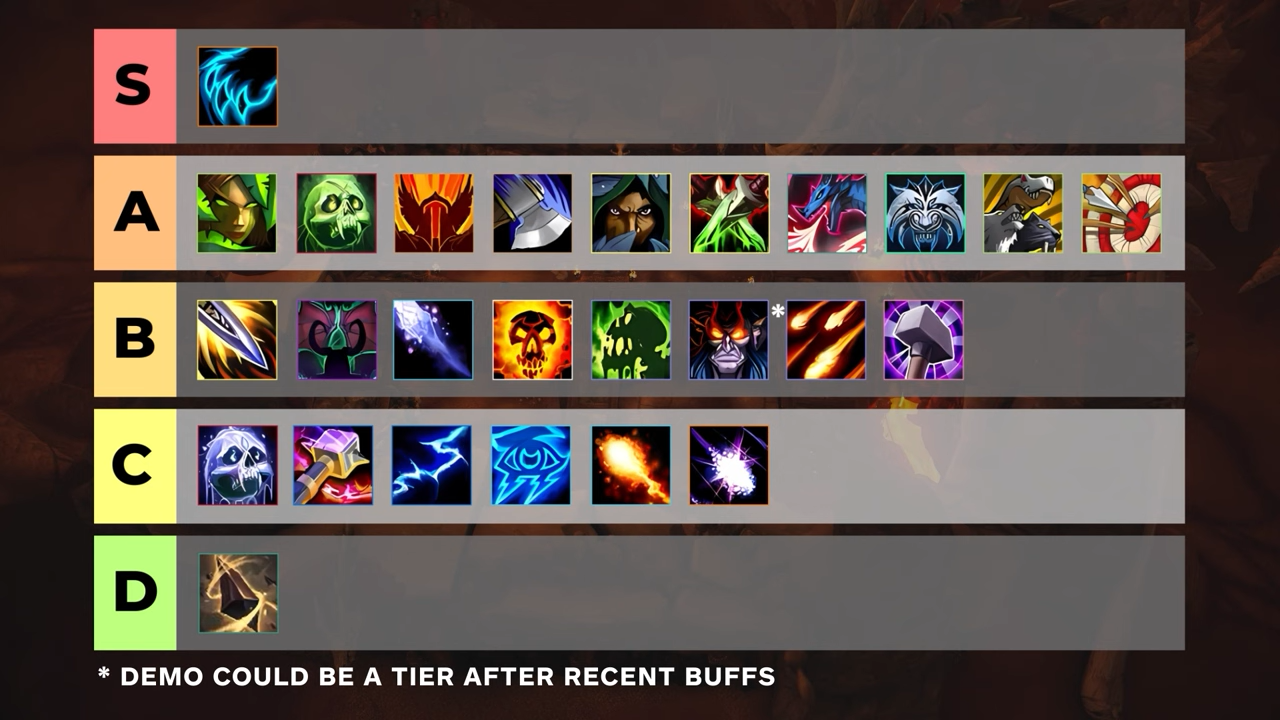 S
A
B
*
C
D
* DEMO COULD BE A TIER AFTER RECENT BUFFS